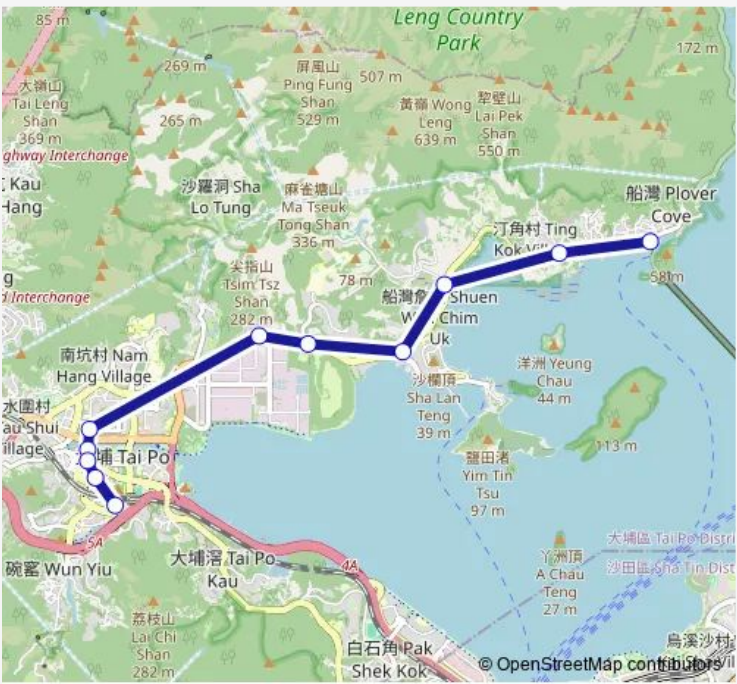 85 m
Leng Country
Park
172 m
269 m
屏風山
Ping Fung
Shan
529 m
507 m
大嶺山
Tai Leng
Shan
369 m
265 m
黃嶺 Wong
Leng
639 m
犁壁山
Lai Pek
Shan
550 m
ghway Interchange
Kau
Hang
沙羅洞 Sha
Lo Tung
麻雀塘山
Ma Tseuk
Tong Shan
336 m
船灣 Plover
Cove
汀角村 Ting
Kok
58 m
g
d Interchange
尖指山
Tsim Tsz
Shan
282 m
78 m
船灣
Shuen
Chim
Uk
南坑村 Nam
Hang Village
洋洲 Yeung
Chau
44 m
沙欄頂
Sha Lan
Teng
39 m
水圍村
au Shui
illage
113 m
埔 Tai Po
鹽田渚
Yim Tin
Tsu
97 m
5A
碗窰 Wun Yiu
大埔滘 Tai Po
Kau
4A
丫洲頂
A Chau
Teng
27 m
大埔區 Tai Po Distri
沙田區 Sha Tin Dist
荔枝山
Lai Chi
Shan
282 m
白石角 Pak
Shek Kok
烏溪沙村
© OpenStreetMap contributors